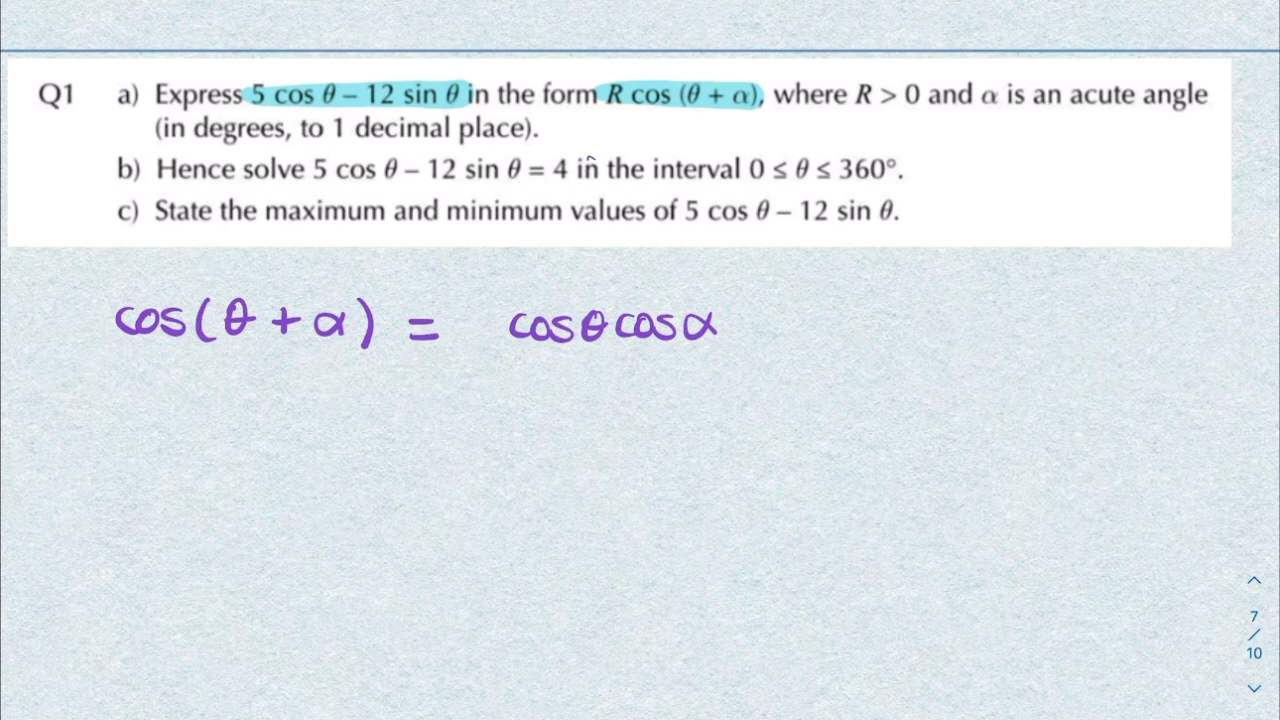 Q1 a) Express 5 cos θ – 12 sin θ in the form R cos (θ + α), where R > 0 and α is an acute angle
(in degrees, to 1 decimal place).
b) Hence solve 5 cos θ – 12 sin θ = 4 in the interval 0 ≤ θ ≤ 360°.
c) State the maximum and minimum values of 5 cos θ – 12 sin θ.
cos(θ + α) = cosθcosα
7
/
10